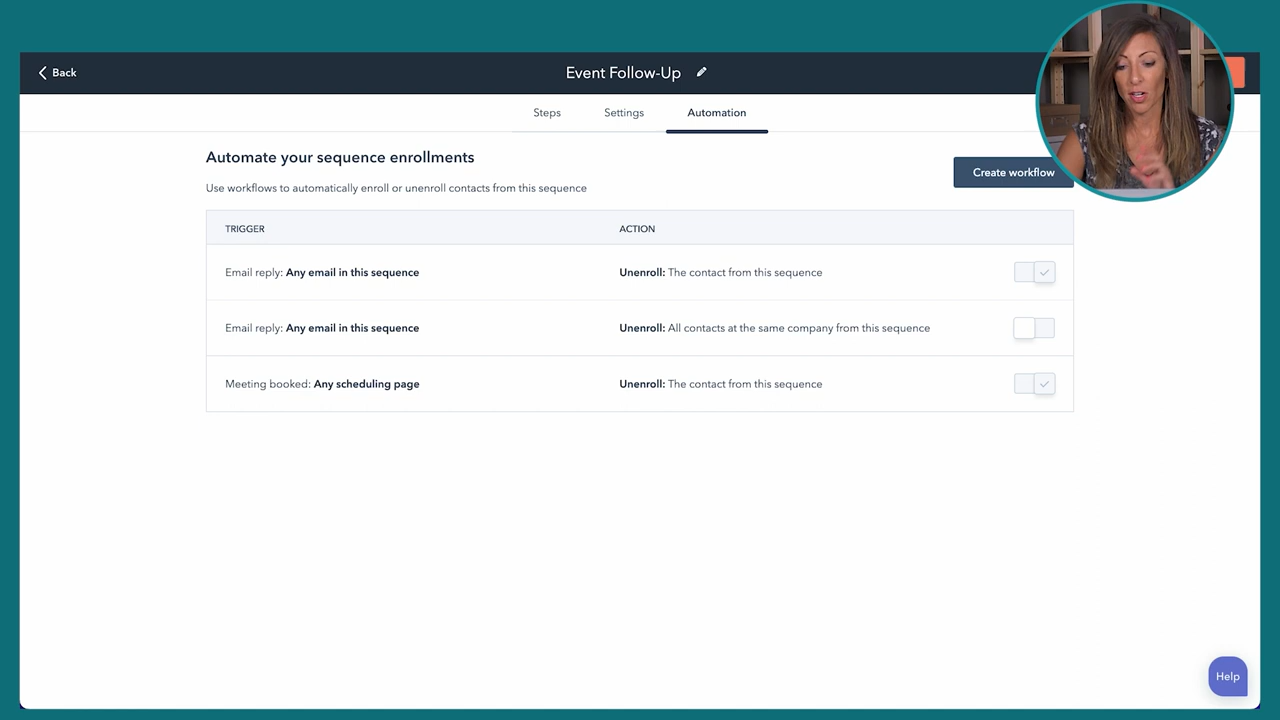 Back
Event Follow-Up
Steps
Settings
Automation
Automate your sequence enrollments
Use workflows to automatically enroll or unenroll contacts from this sequence
Create workflow
TRIGGER
ACTION
Email reply: Any email in this sequence
Unenroll: The contact from this sequence
Email reply: Any email in this sequence
Unenroll: All contacts at the same company from this sequence
Meeting booked: Any scheduling page
Unenroll: The contact from this sequence
Help